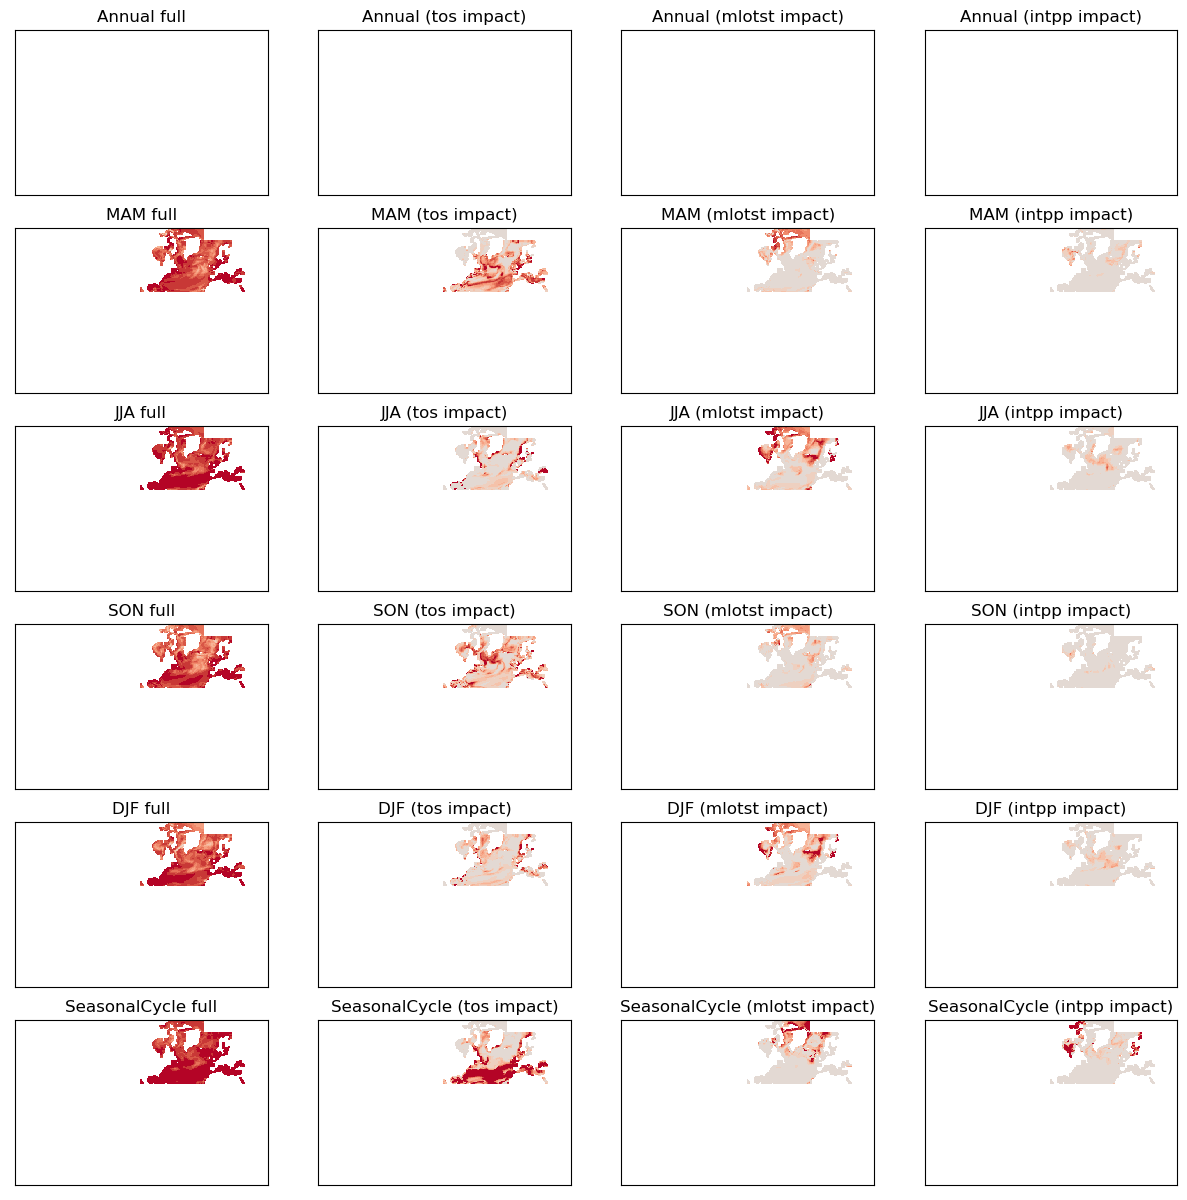 Annual full
Annual (tos impact)
Annual (mlotst impact)
Annual (intpp impact)
MAM full
MAM (tos impact)
MAM (mlotst impact)
MAM (intpp impact)
JJA full
JJA (tos impact)
JJA (mlotst impact)
JJA (intpp impact)
SON full
SON (tos impact)
SON (mlotst impact)
SON (intpp impact)
DJF full
DJF (tos impact)
DJF (mlotst impact)
DJF (intpp impact)
SeasonalCycle full
SeasonalCycle (tos impact)
SeasonalCycle (mlotst impact)
SeasonalCycle (intpp impact)